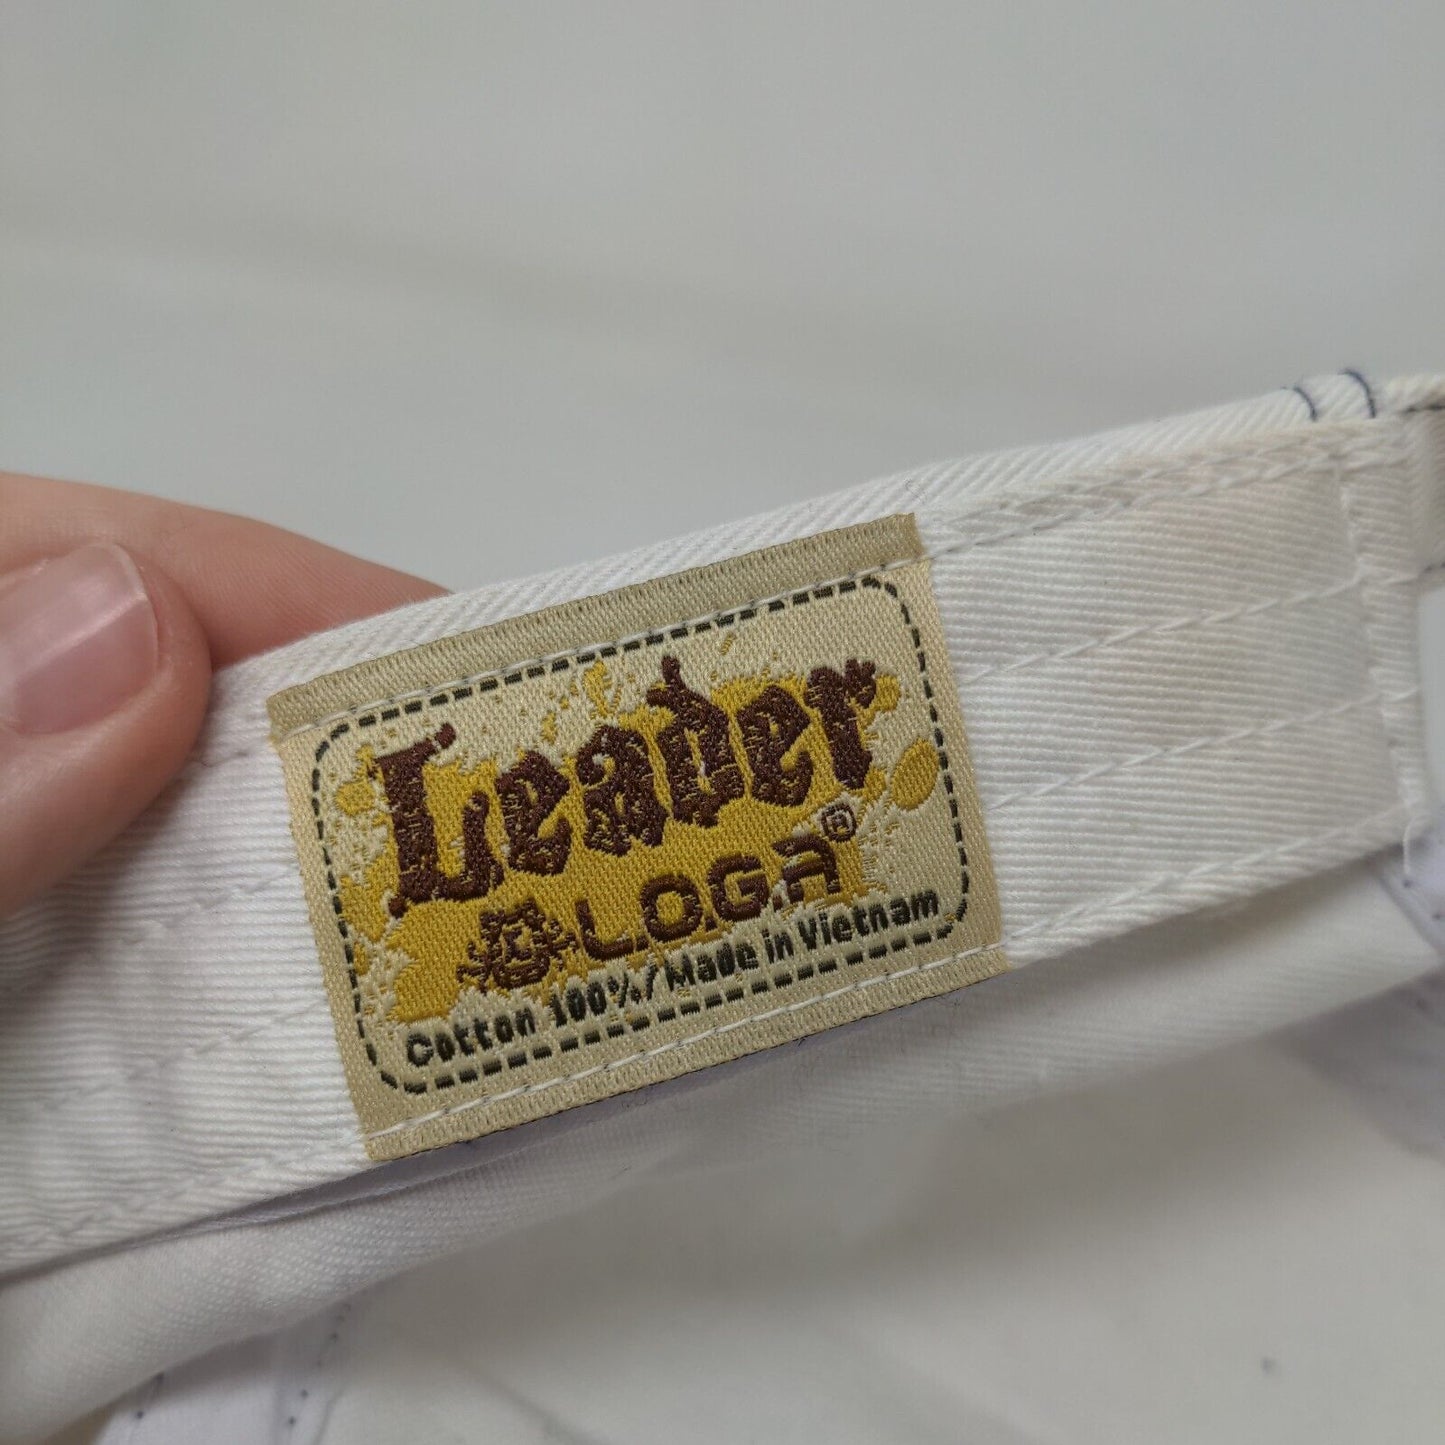 Leader
L.O.G.A ®
Cotton 100%/Made in Vietnam